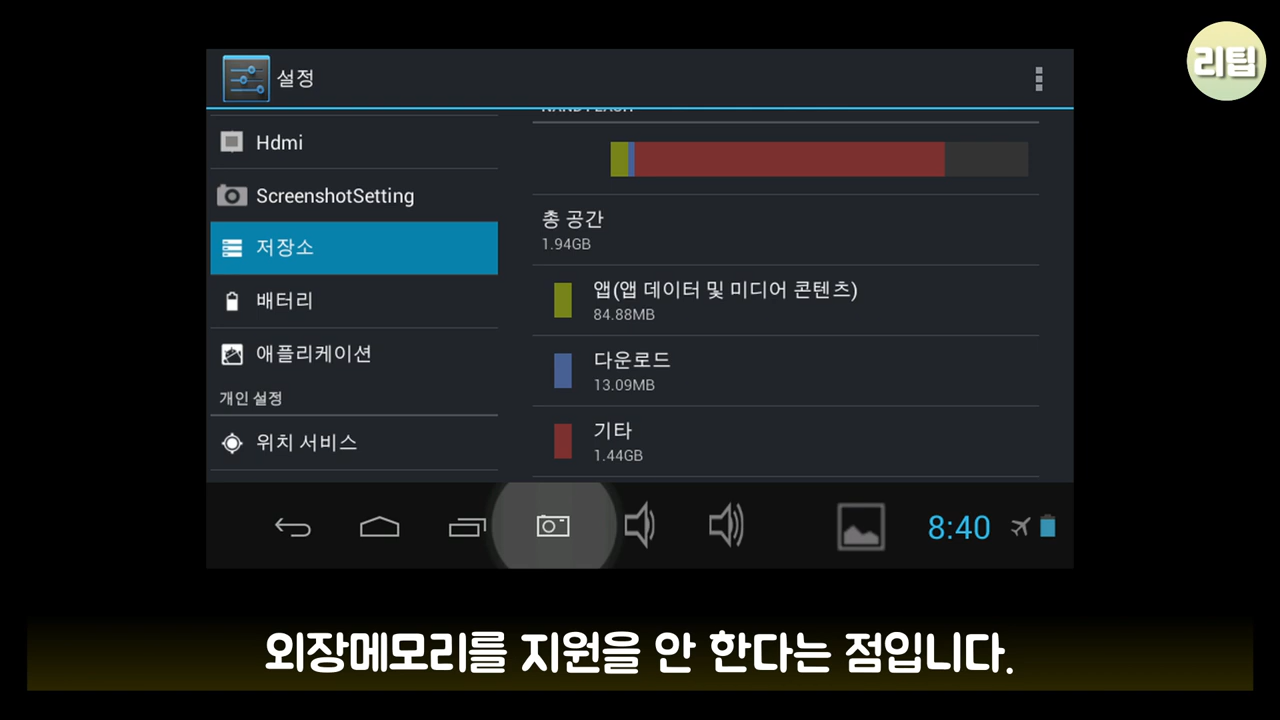 리팁
설정
Hdmi
ScreenshotSetting
저장소
배터리
애플리케이션
개인 설정
위치 서비스
총 공간
1.94GB
앱(앱 데이터 및 미디어 콘텐츠)
84.88MB
다운로드
13.09MB
기타
1.44GB
8:40
외장메모리를 지원을 안 한다는 점입니다.